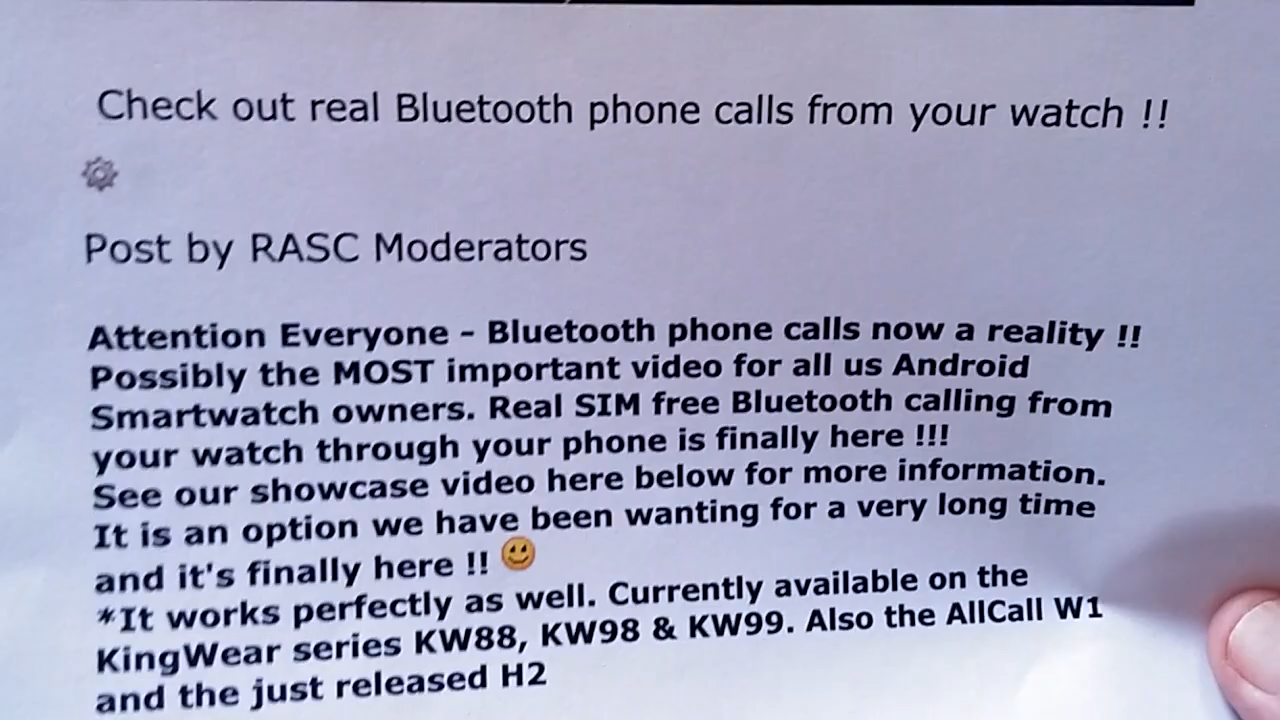 Check out real Bluetooth phone calls from your watch !!
Post by RASC Moderators
Attention Everyone - Bluetooth phone calls now a reality !!
Possibly the MOST important video for all us Android
Smartwatch owners. Real SIM free Bluetooth calling from
your watch through your phone is finally here !!!
See our showcase video here below for more information.
It is an option we have been wanting for a very long time
and it's finally here !! 
*It works perfectly as well. Currently available on the
KingWear series KW88, KW98 & KW99. Also the AllCall W1
and the just released H2